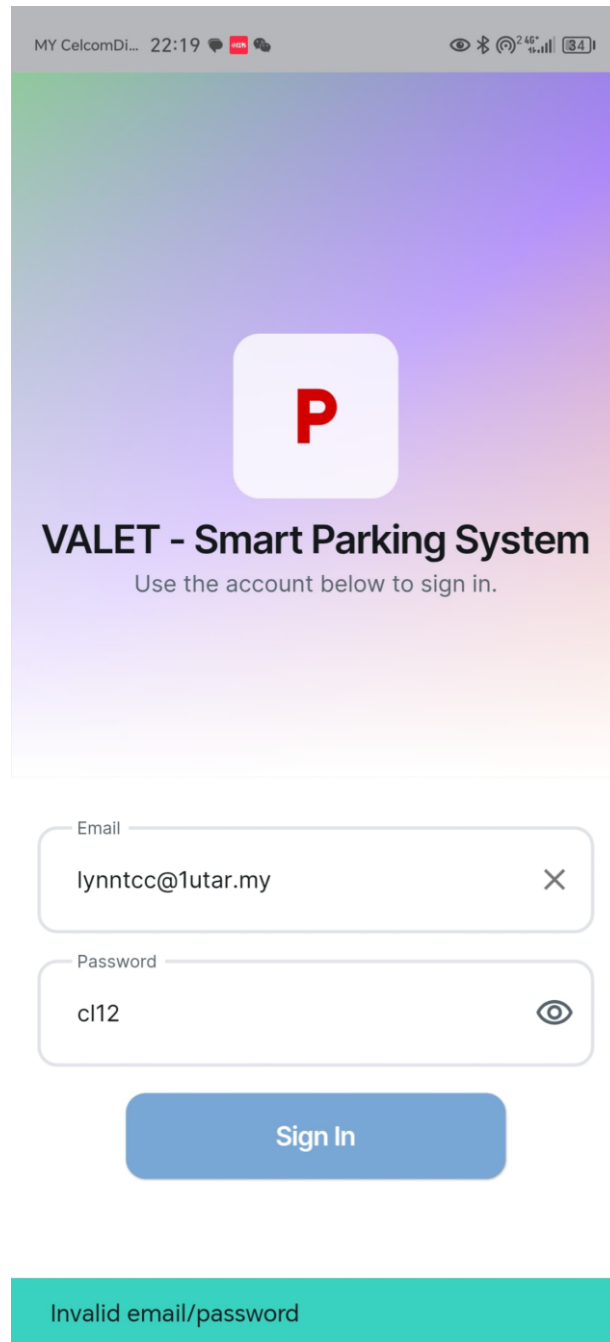 MY CelcomDi... 22:19 34
P
VALET - Smart Parking System
Use the account below to sign in.
Email
lynntcc@1utar.my
Password
cl12
Sign In
Invalid email/password